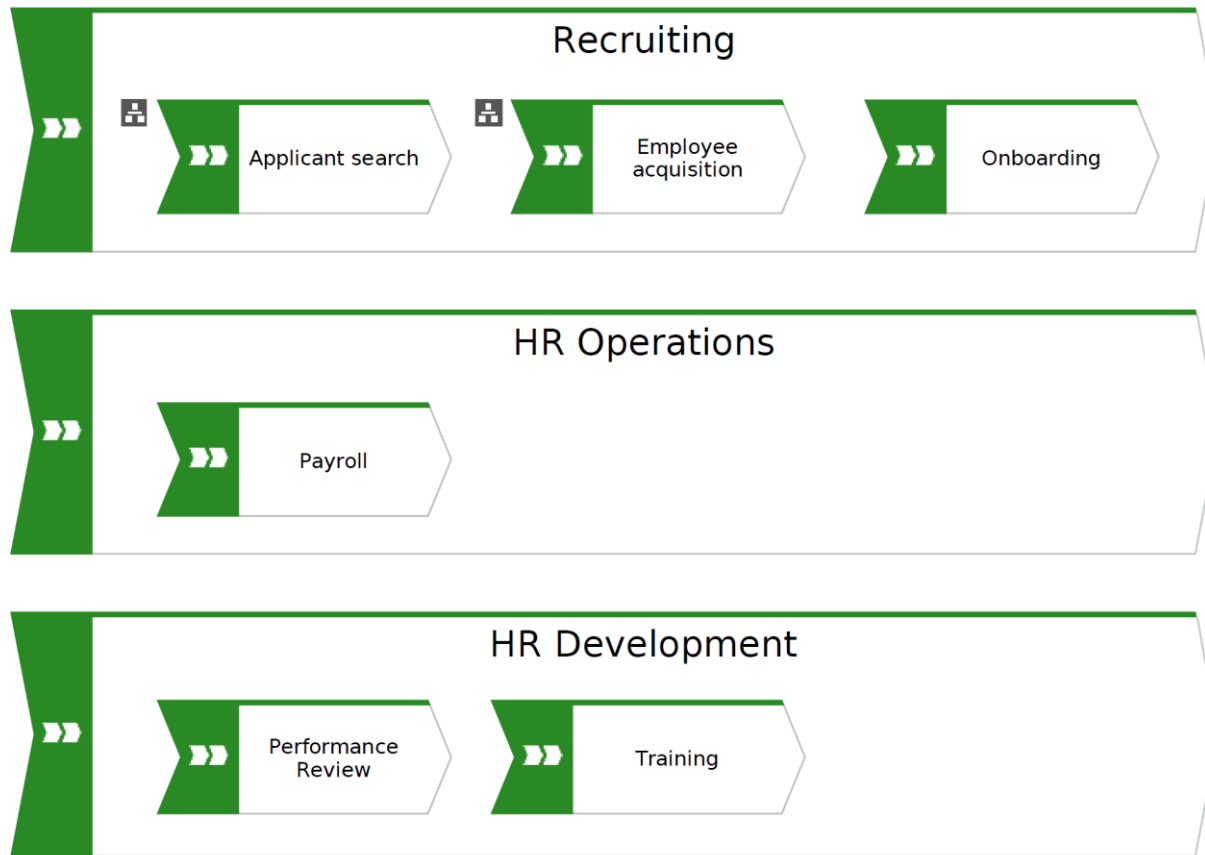 Recruiting
Applicant search
Employee
acquisition
Onboarding
HR Operations
Payroll
HR Development
Performance
Review
Training